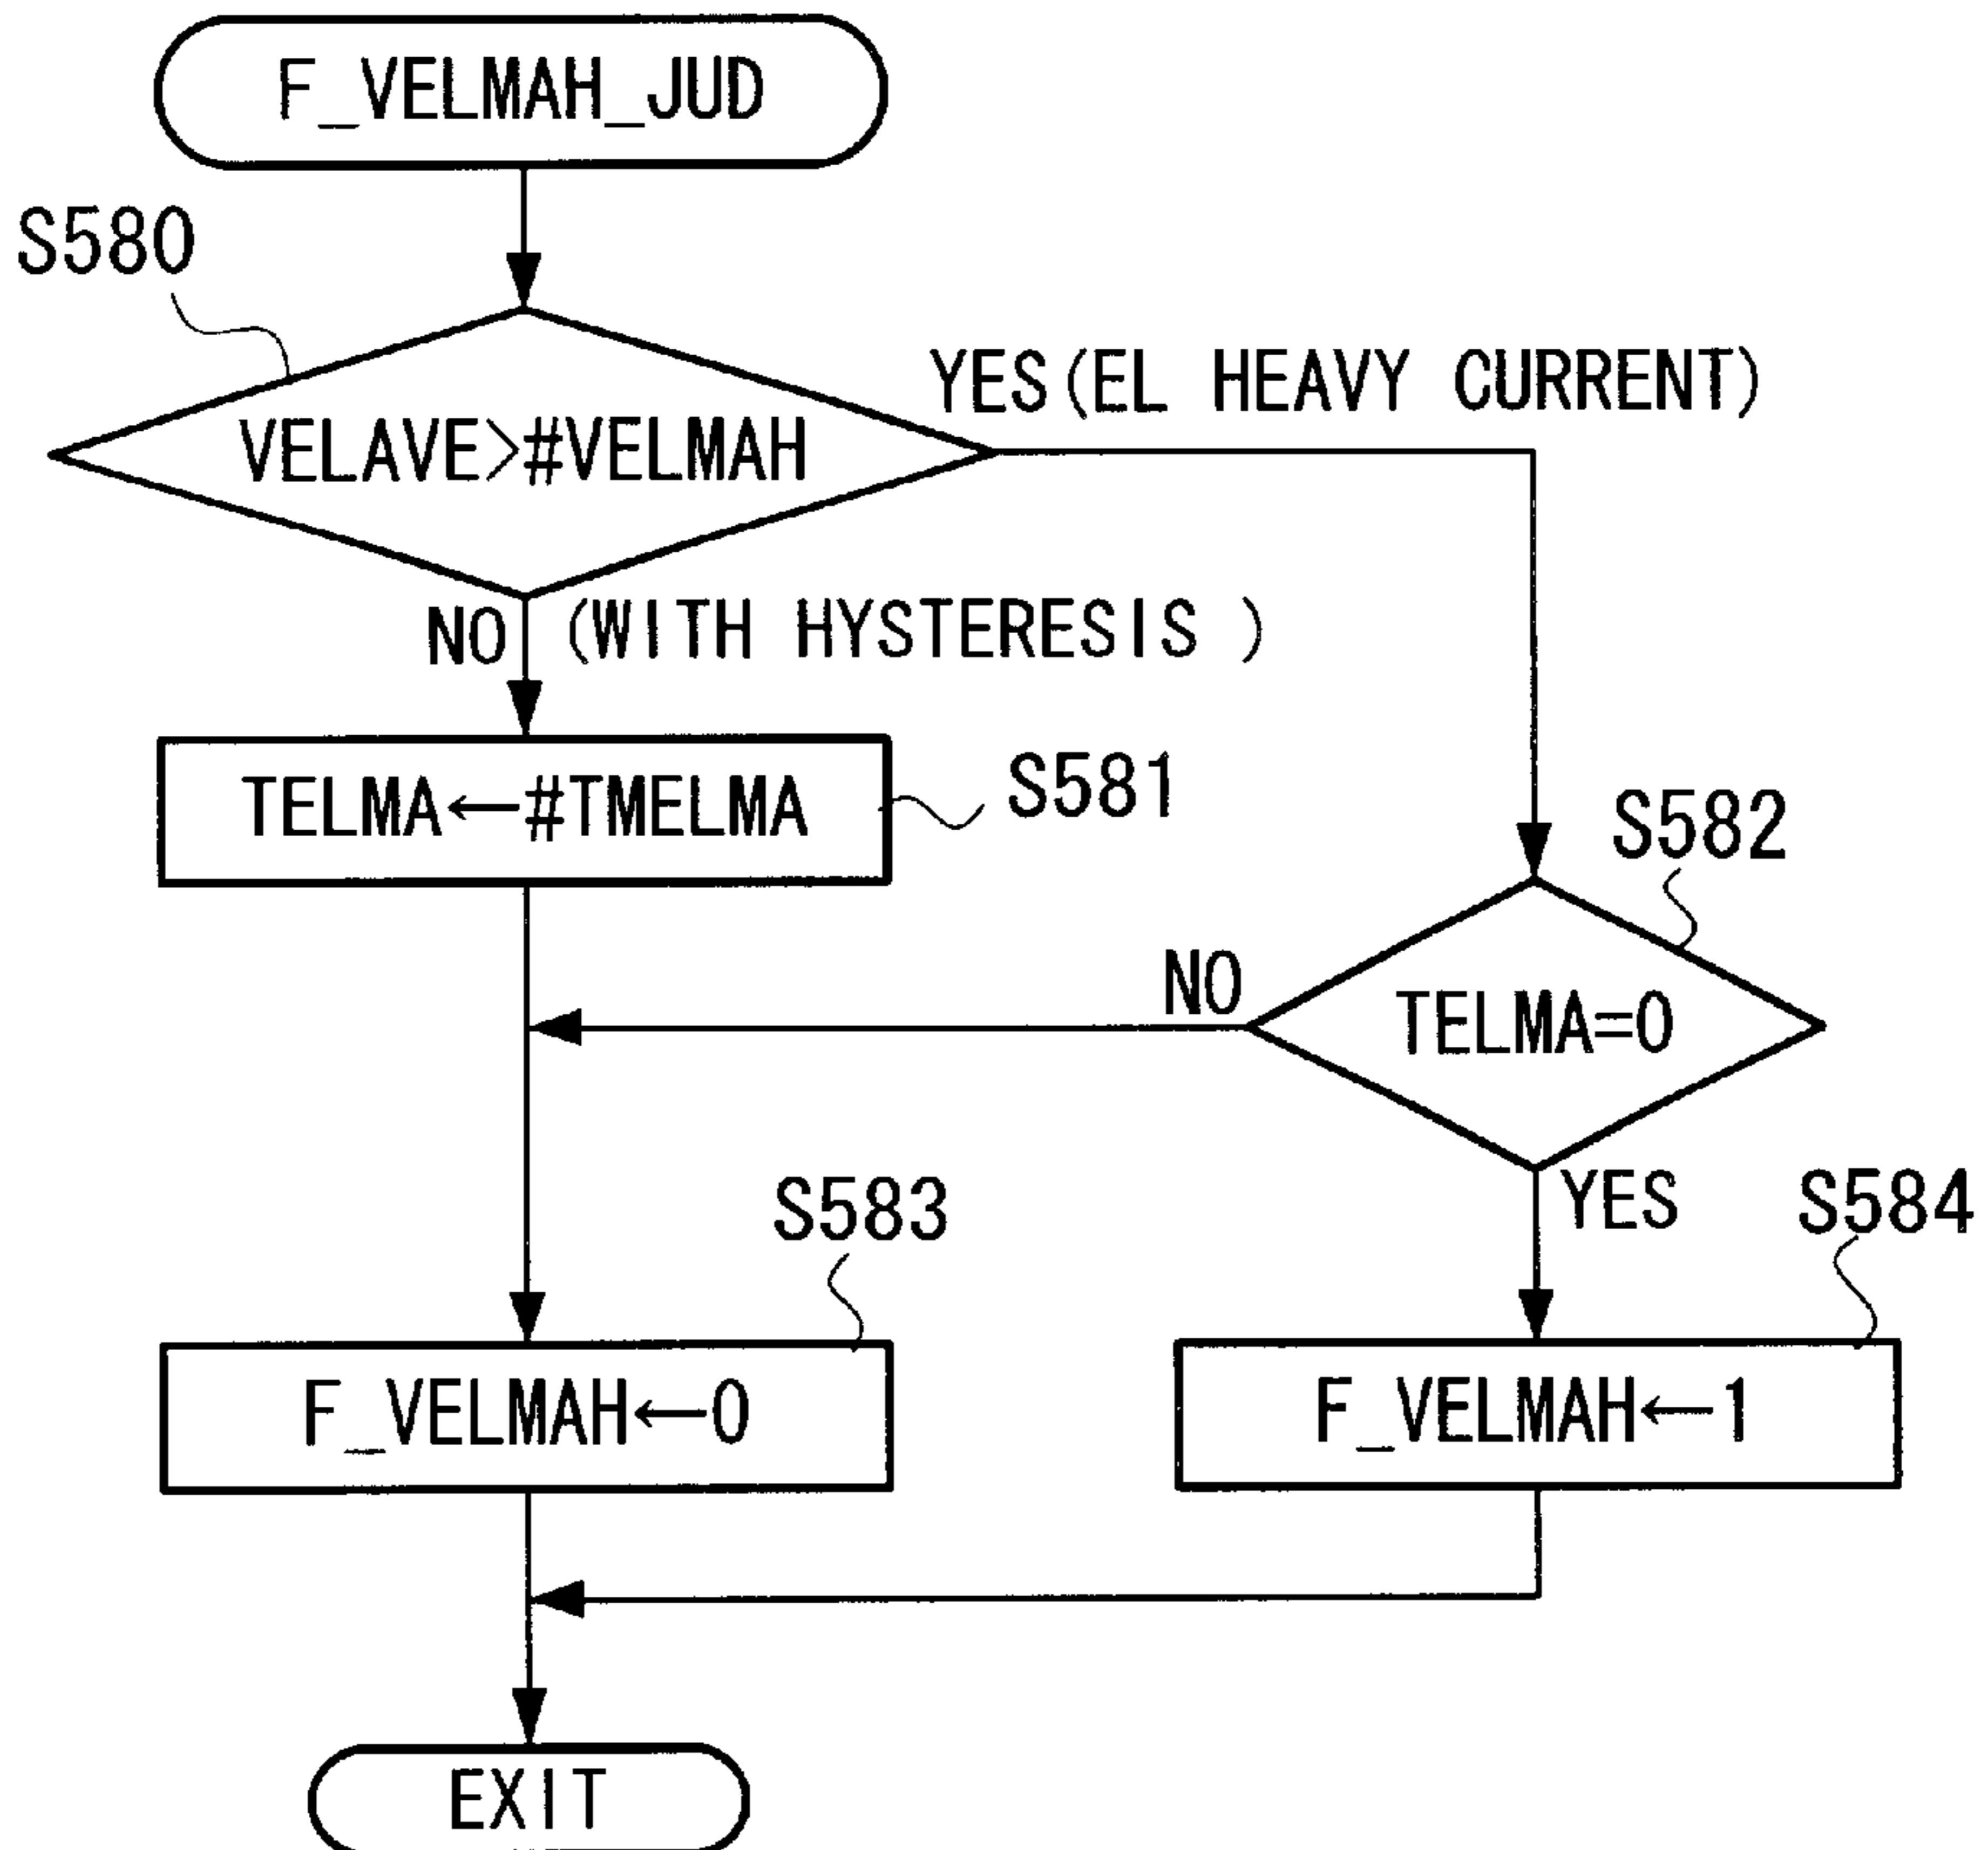 F_VELMAH_JUD
S580
YES(EL HEAVY CURRENT)
VELAVE>#VELMAH
NO (WITH HYSTERESIS )
TELMA←#TMELMA
S581
S582
NO
TELMA=0
YES
S583
S584
F_VELMAH←0
F_VELMAH←1
EXIT